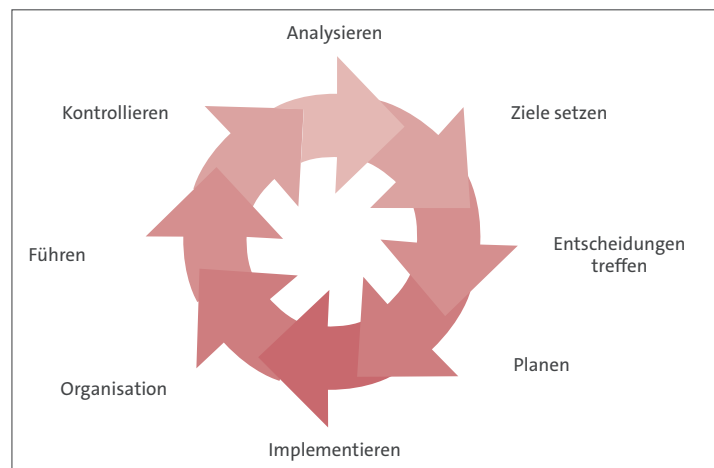 Analysieren
Ziele setzen
Entscheidungen
treffen
Planen
Implementieren
Organisation
Führen
Kontrollieren